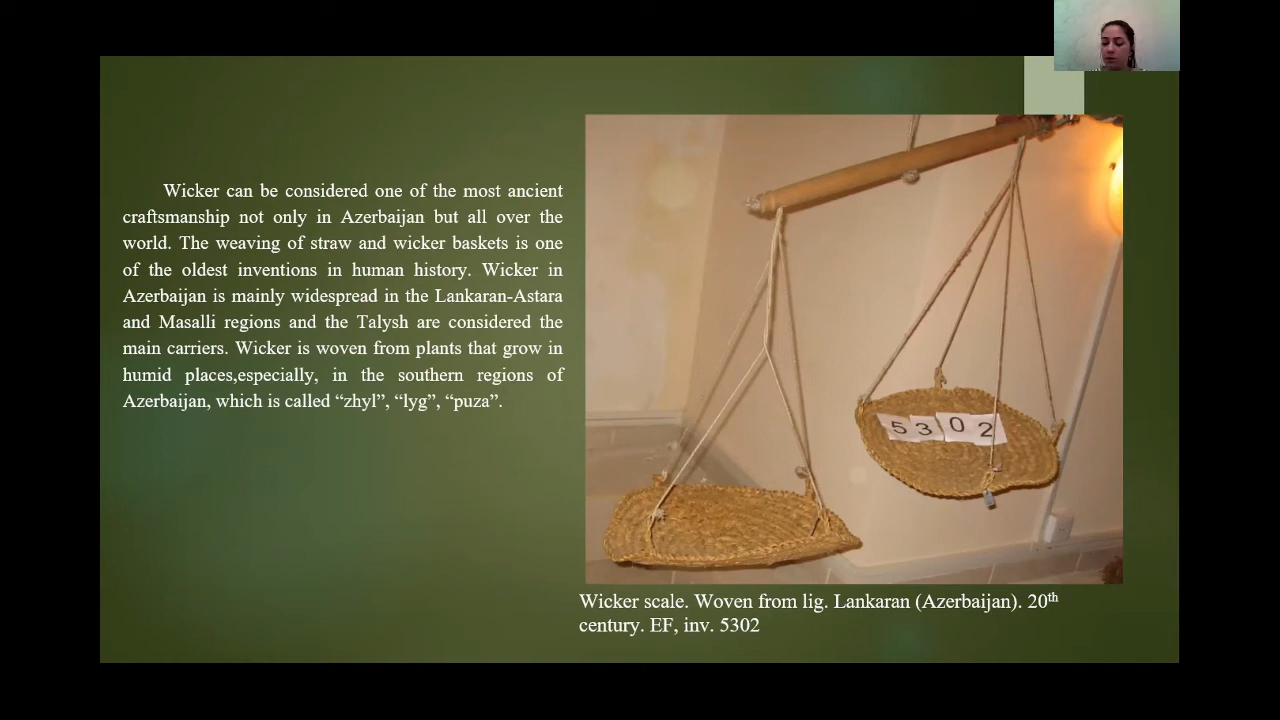 Wicker can be considered one of the most ancient
craftsmanship not only in Azerbaijan but all over the
world. The weaving of straw and wicker baskets is one
of the oldest inventions in human history. Wicker in
Azerbaijan is mainly widespread in the Lankaran-Astara
and Masalli regions and the Talysh are considered the
main carriers. Wicker is woven from plants that grow in
humid places,especially, in the southern regions of
Azerbaijan, which is called “zhyl”, “lyg”, “puza”.
5302
Wicker scale. Woven from lig. Lankaran (Azerbaijan). 20th
century. EF, inv. 5302